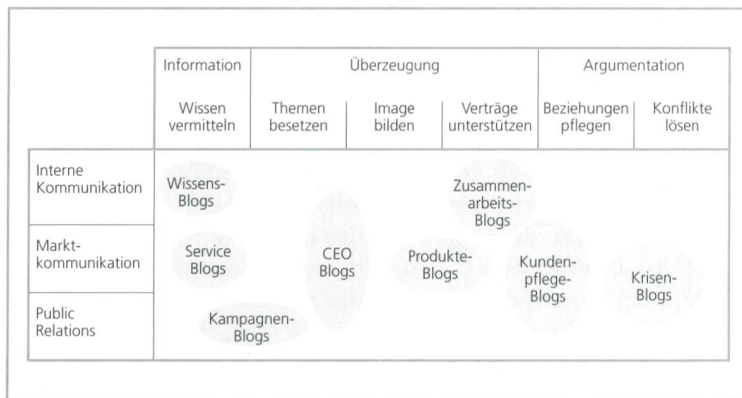 Information Überzeugung Argumentation
Wissen vermitteln
Themen besetzen
Image bilden
Verträge unterstützen
Beziehungen pflegen
Konflikte lösen
Interne
Kommunikation
Wissens-
Blogs
Zusammen-
arbeits-
Blogs
Markt-
kommunikation
Service
Blogs
CEO
Blogs
Produkte-
Blogs
Kunden-
pflege-
Blogs
Krisen-
Blogs
Public
Relations
Kampagnen-
Blogs